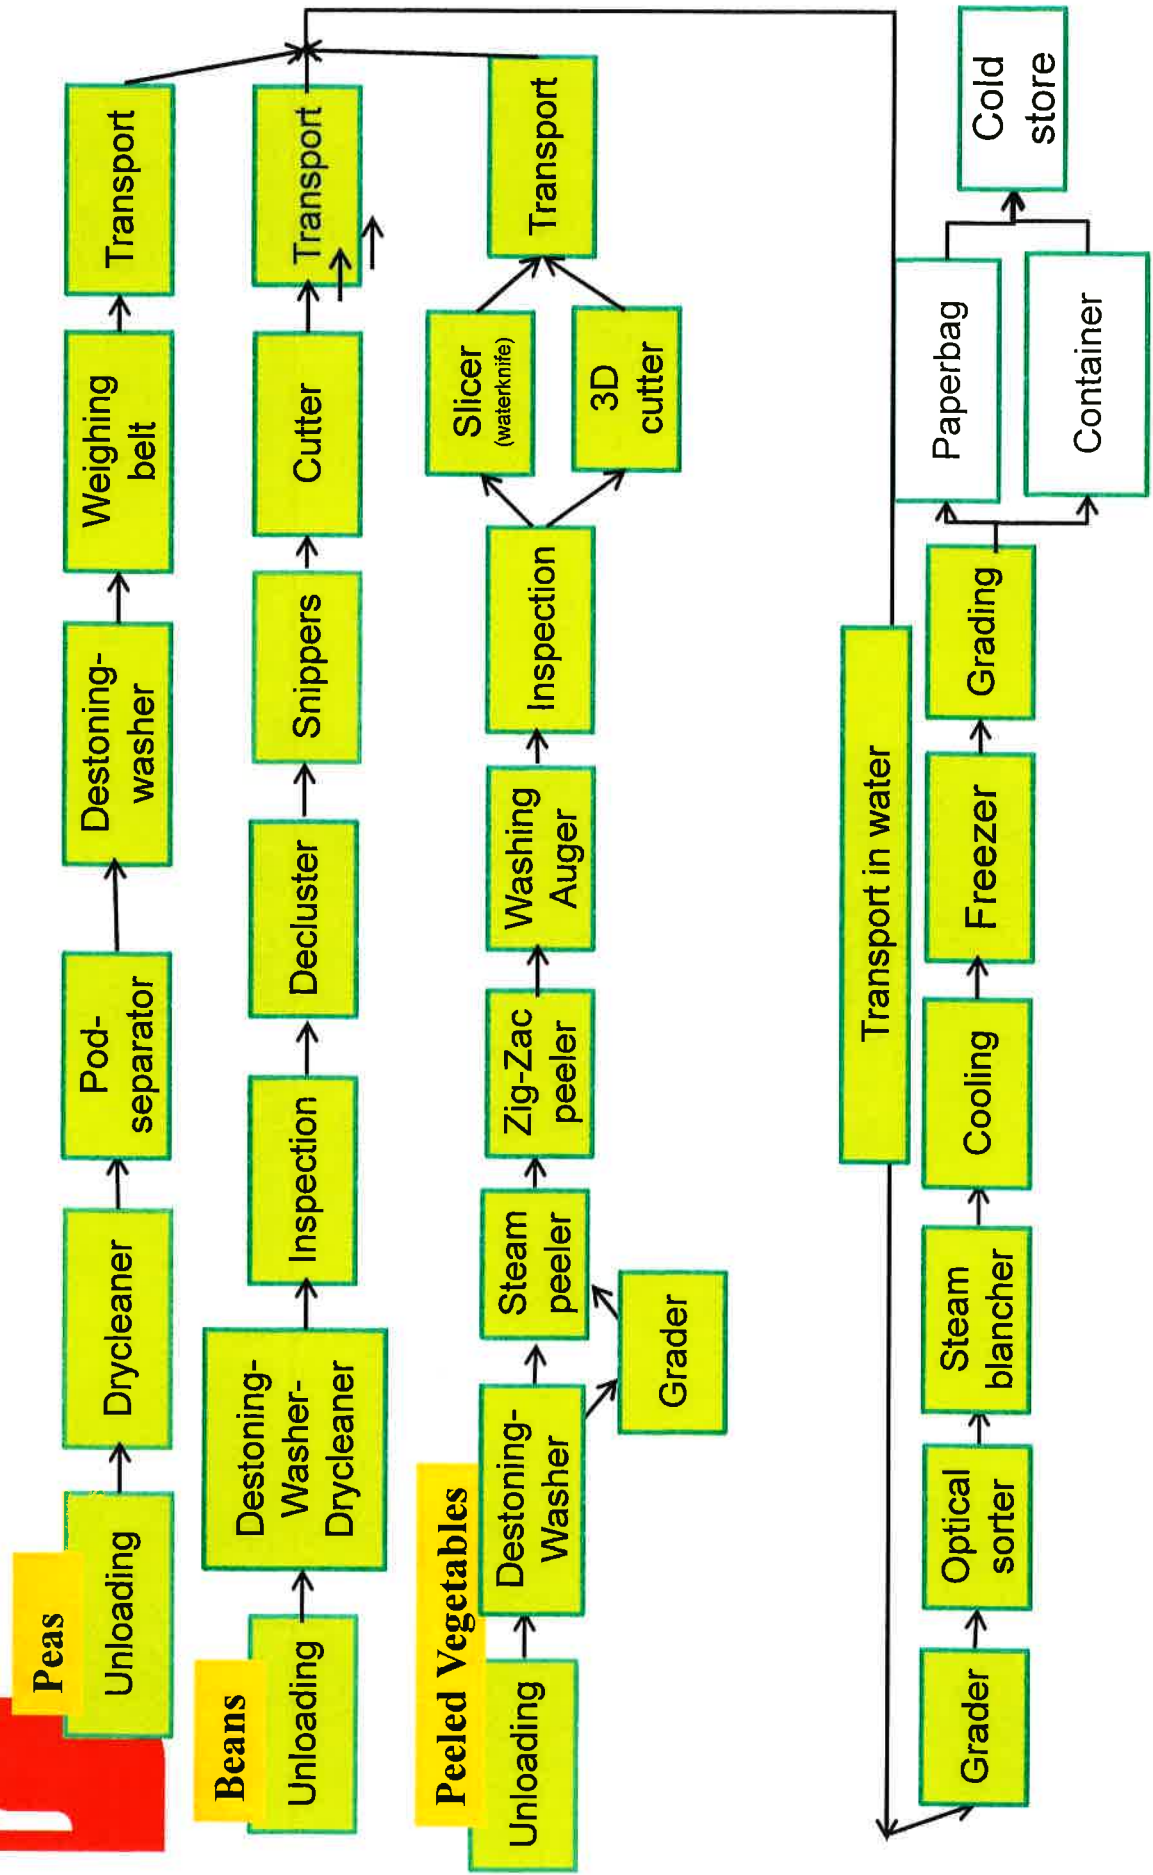 Peas
Unloading
Drycleaner
Pod-
separator
Destoning-
washer
Weighing
belt
Transport
Beans
Unloading
Destoning-
Washer-
Drycleaner
Inspection
Decluster
Snippers
Cutter
Transport
Peeled Vegetables
Unloading
Destoning-
Washer
Grader
Steam
peeler
Zig-Zac
peeler
Washing
Auger
Inspection
Slicer
(waterknife)
3D
cutter
Transport
Transport in water
Grader
Optical
sorter
Steam
blancher
Cooling
Freezer
Grading
Paperbag
Container
Cold
store